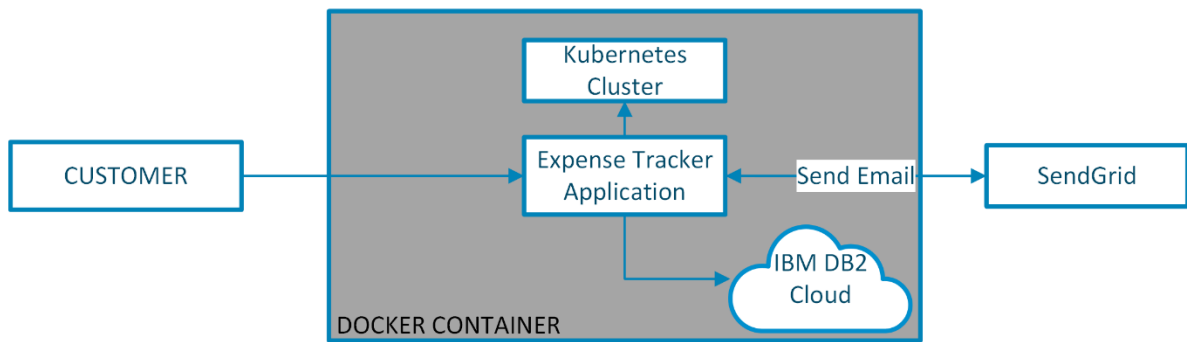 Kubernetes
Cluster
CUSTOMER
Expense Tracker
Application
Send Email
SendGrid
IBM DB2
Cloud
DOCKER CONTAINER